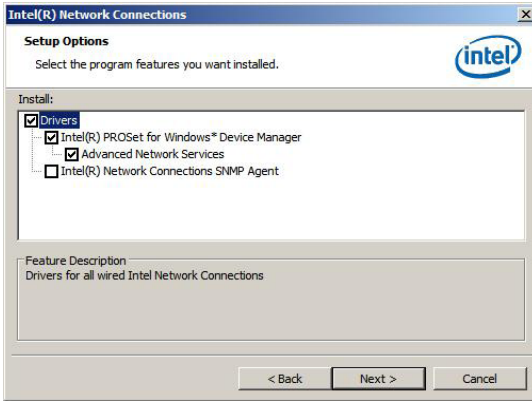 Intel(R) Network Connections
Setup Options
Select the program features you want installed.
intel
Install:
Drivers
Intel(R) PROSet for Windows* Device Manager
Advanced Network Services
Intel(R) Network Connections SNMP Agent
Feature Description
Drivers for all wired Intel Network Connections
< Back
Next >
Cancel